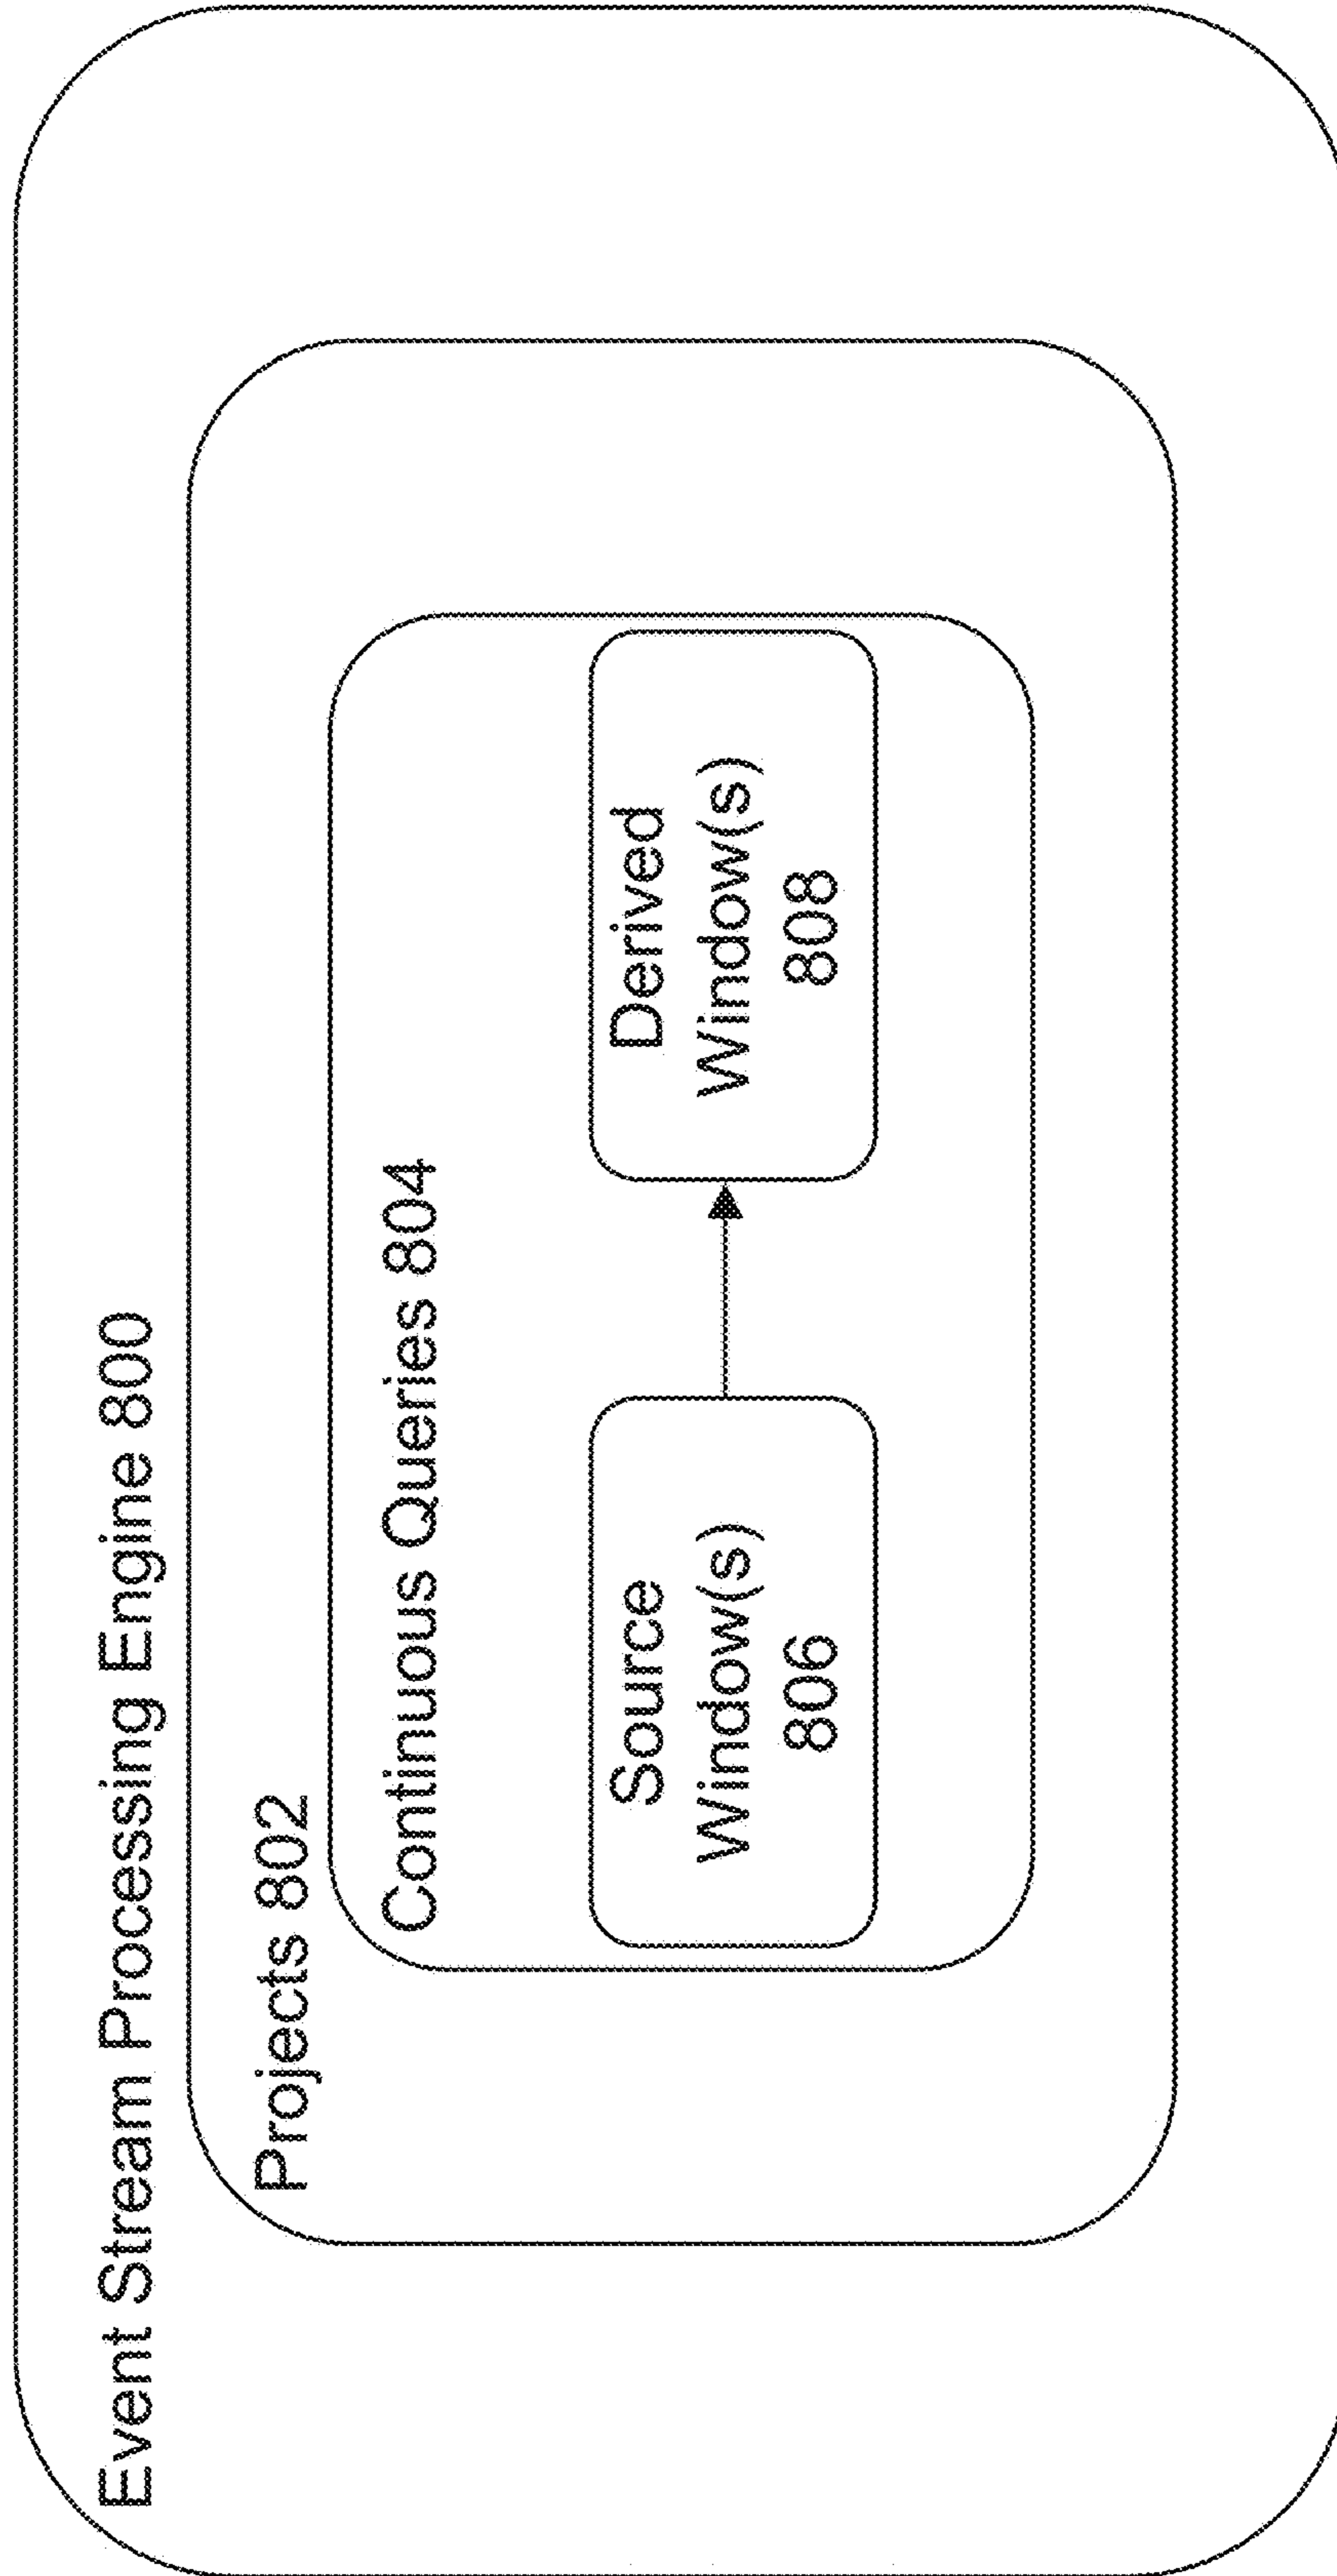 Event Stream Processing Engine 800
Projects 802
Continuous Queries 804
Source
Window(s)
806
Derived
Window(s)
808